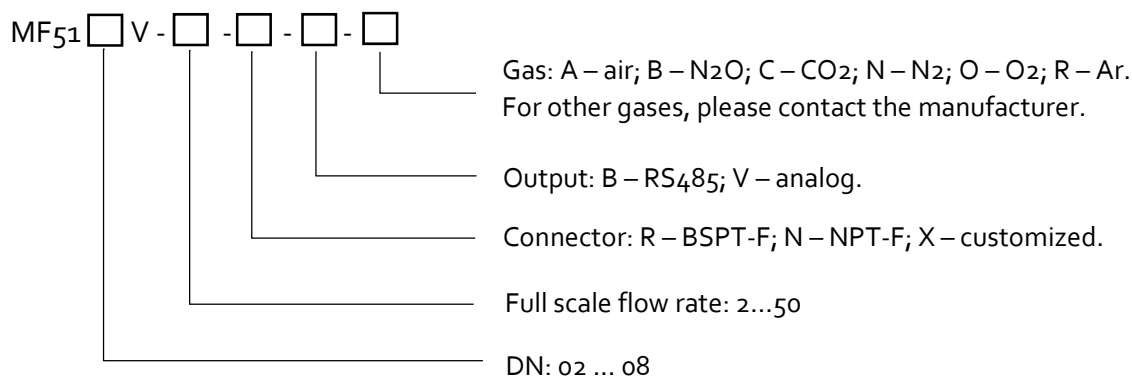 MF51 V - - - -
Gas: A – air; B – N2O; C – CO2; N – N2; O – O2; R – Ar.
For other gases, please contact the manufacturer.
Output: B – RS485; V – analog.
Connector: R – BSPT-F; N – NPT-F; X – customized.
Full scale flow rate: 2...50
DN: 02 ... 08